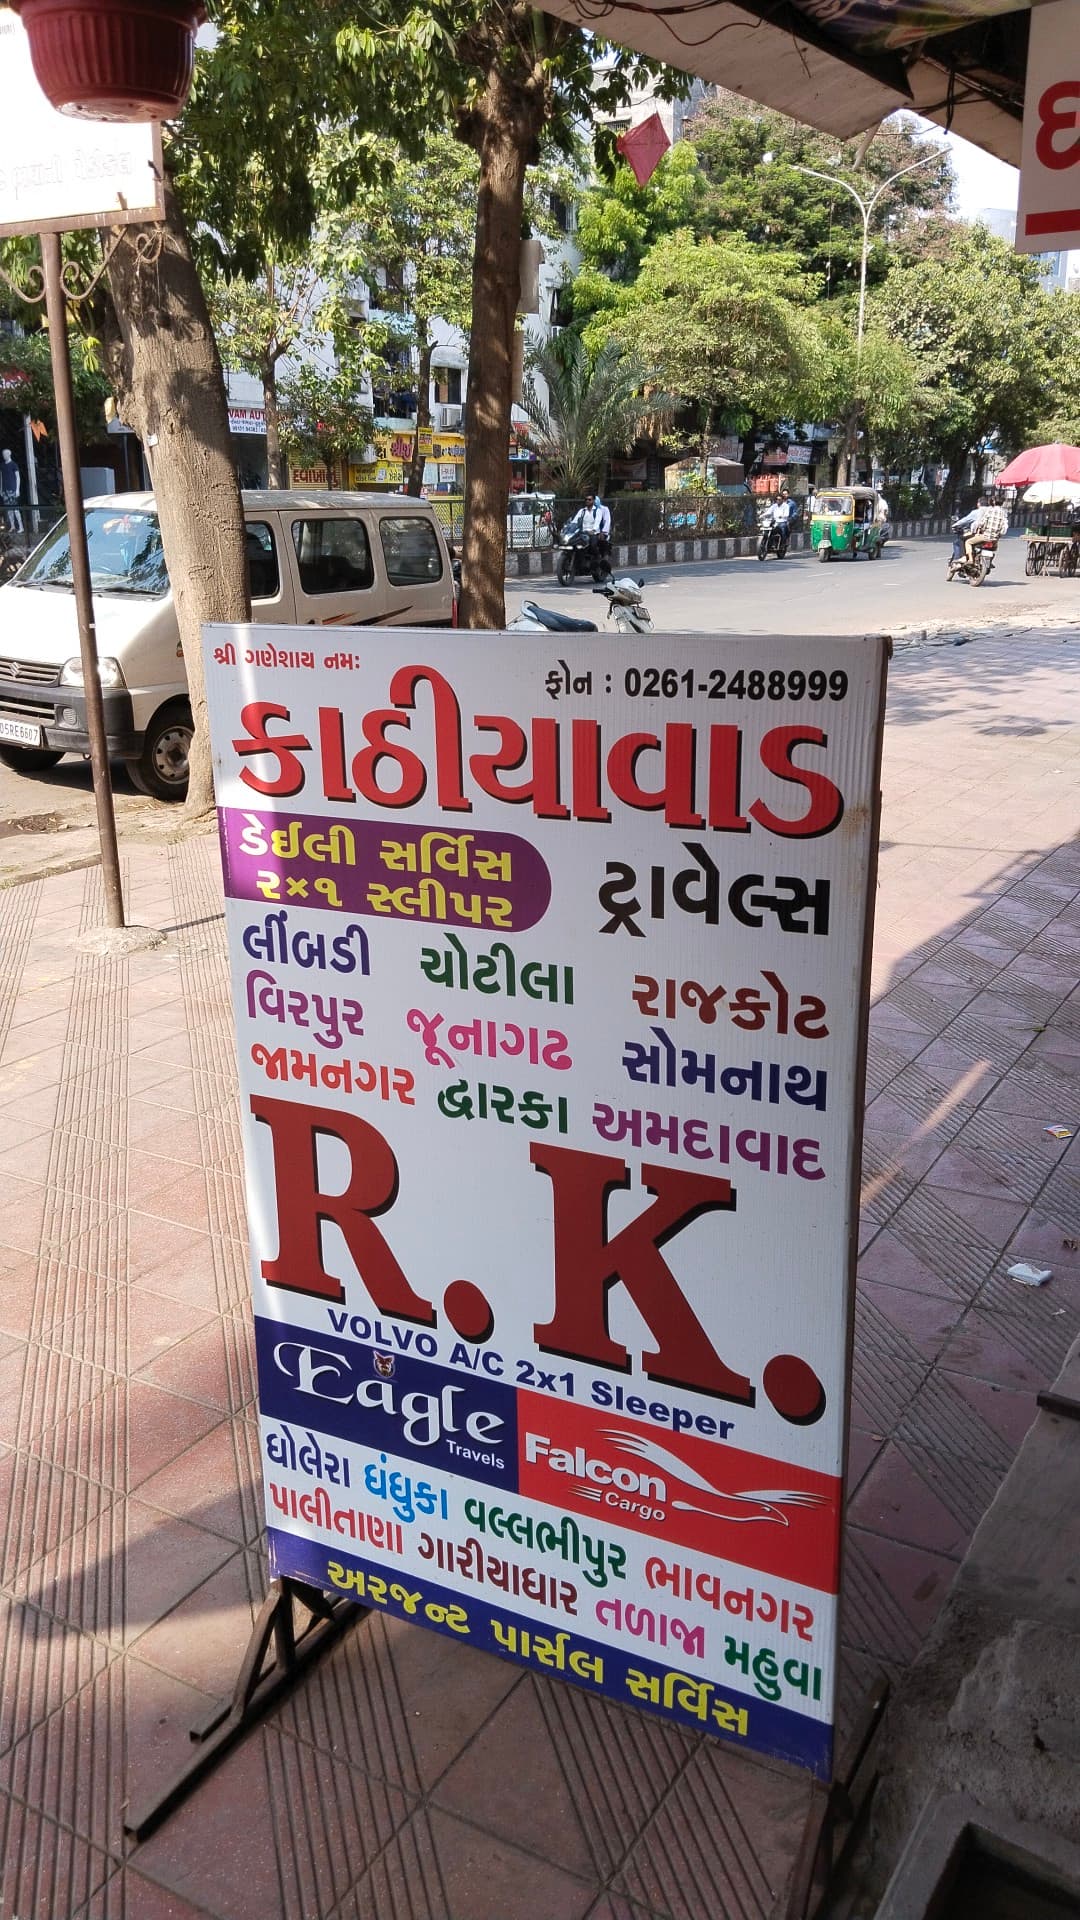 શ્રી ગણેશાય નમઃ
ફોન : 0261-2488999
કાઠીયાવાડ
ડેઈલી સર્વિસ
૨×૧ સ્લીપર
ટ્રાવેલ્સ
લીંબડી ચોટીલા રાજકોટ
વિરપુર જૂનાગઢ સોમનાથ
જામનગર દ્વારકા અમદાવાદ
R.K.
VOLVO A/C 2x1 Sleeper
Eagle
Travels
Falcon
Cargo
ધોલેરા ધંધુકા વલ્લભીપુર ભાવનગર
પાલીતાણા ગારીયાધાર તળાજા મહુવા
અરજન્ટ પાર્સલ સર્વિસ
05RE6607